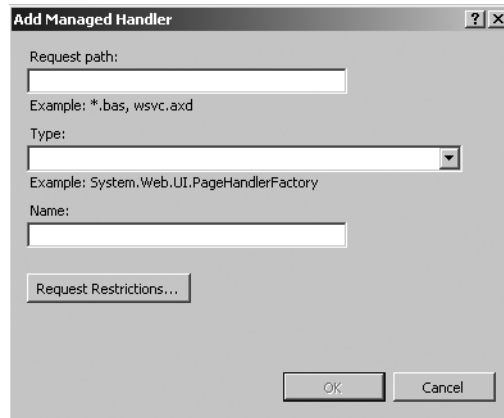 Add Managed Handler
Request path:
Example: *.bas, wsvc.axd
Type:
Example: System.Web.UI.PageHandlerFactory
Name:
Request Restrictions...
OK
Cancel